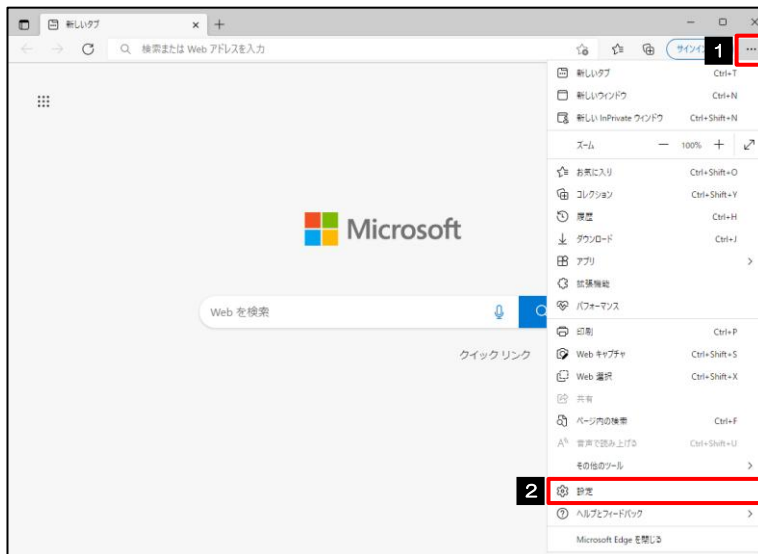 新しいタブ
検索または Web アドレスを入力
サインイン
1
新しいタブ Ctrl+T
新しいウィンドウ Ctrl+N
新しい InPrivate ウィンドウ Ctrl+Shift+N
ズーム 100%
お気に入り Ctrl+Shift+O
コレクション Ctrl+Shift+Y
履歴 Ctrl+H
ダウンロード Ctrl+J
アプリ
拡張機能
パフォーマンス
印刷 Ctrl+P
Web キャプチャ Ctrl+Shift+S
Web 選択 Ctrl+Shift+X
共有
ページ内の検索 Ctrl+F
音声で読み上げる Ctrl+Shift+U
その他のツール
2
設定
ヘルプとフィードバック
Microsoft Edge を閉じる
Microsoft
Web を検索
クイック リンク